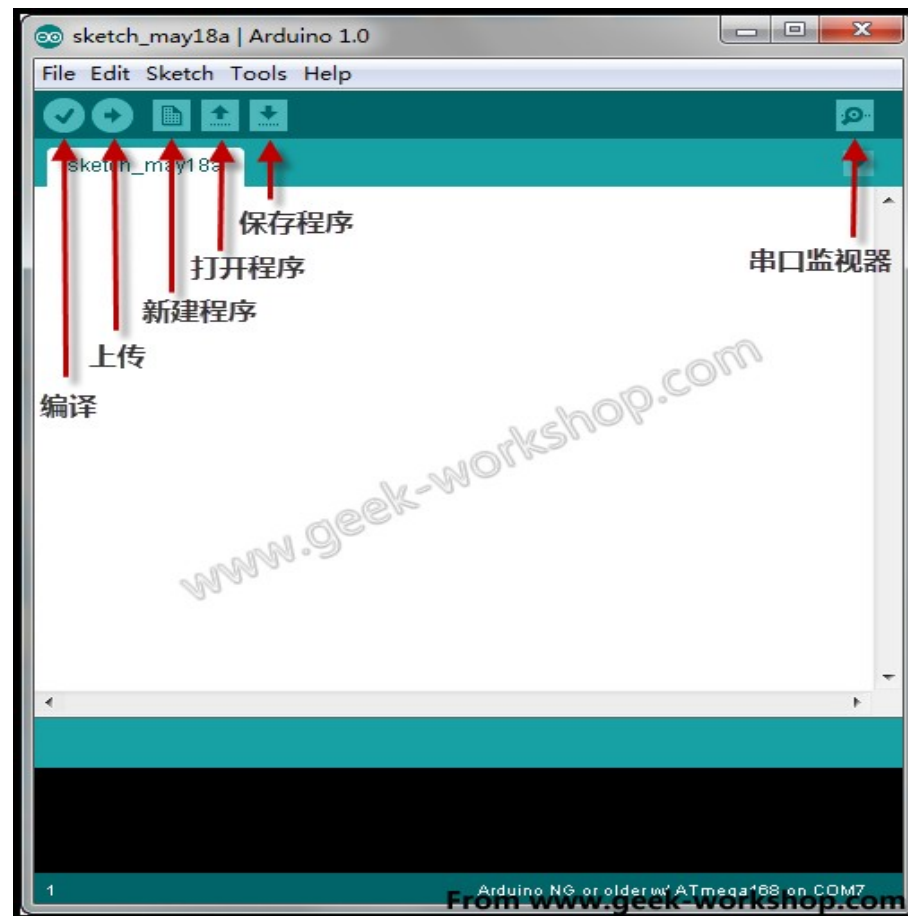 sketch_may18a | Arduino 1.0
File Edit Sketch Tools Help
sketch_may18a
保存程序
打开程序
串口监视器
新建程序
上传
编译
www.geek-workshop.com
1
Arduino NG or older w/ ATmega168 on COM7
From www.geek-workshop.com